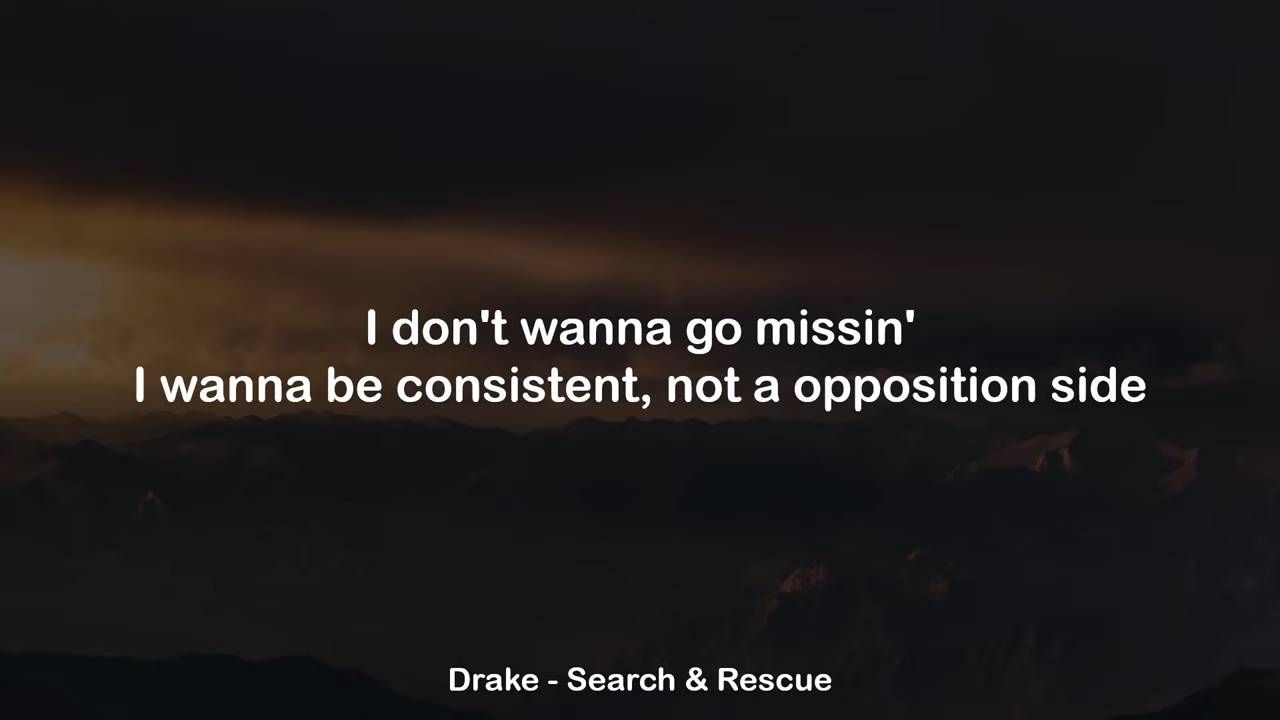 I don't wanna go missin'
I wanna be consistent, not a opposition side
Drake - Search & Rescue